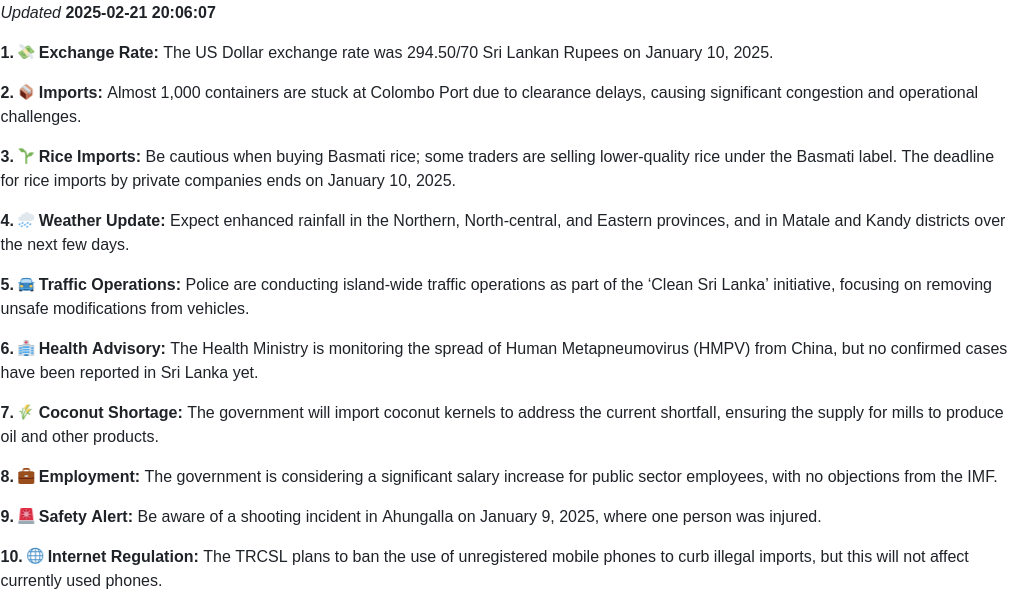 Updated 2025-02-21 20:06:07
1. 💸 Exchange Rate: The US Dollar exchange rate was 294.50/70 Sri Lankan Rupees on January 10, 2025.
2. 📦 Imports: Almost 1,000 containers are stuck at Colombo Port due to clearance delays, causing significant congestion and operational
challenges.
3. 🌱 Rice Imports: Be cautious when buying Basmati rice; some traders are selling lower-quality rice under the Basmati label. The deadline
for rice imports by private companies ends on January 10, 2025.
4. 🌧️ Weather Update: Expect enhanced rainfall in the Northern, North-central, and Eastern provinces, and in Matale and Kandy districts over
the next few days.
5. 🚘 Traffic Operations: Police are conducting island-wide traffic operations as part of the ‘Clean Sri Lanka’ initiative, focusing on removing
unsafe modifications from vehicles.
6. 🏥 Health Advisory: The Health Ministry is monitoring the spread of Human Metapneumovirus (HMPV) from China, but no confirmed cases
have been reported in Sri Lanka yet.
7. 🌾 Coconut Shortage: The government will import coconut kernels to address the current shortfall, ensuring the supply for mills to produce
oil and other products.
8. 💼 Employment: The government is considering a significant salary increase for public sector employees, with no objections from the IMF.
9. 🚨 Safety Alert: Be aware of a shooting incident in Ahungalla on January 9, 2025, where one person was injured.
10. 🌐 Internet Regulation: The TRCSL plans to ban the use of unregistered mobile phones to curb illegal imports, but this will not affect
currently used phones.